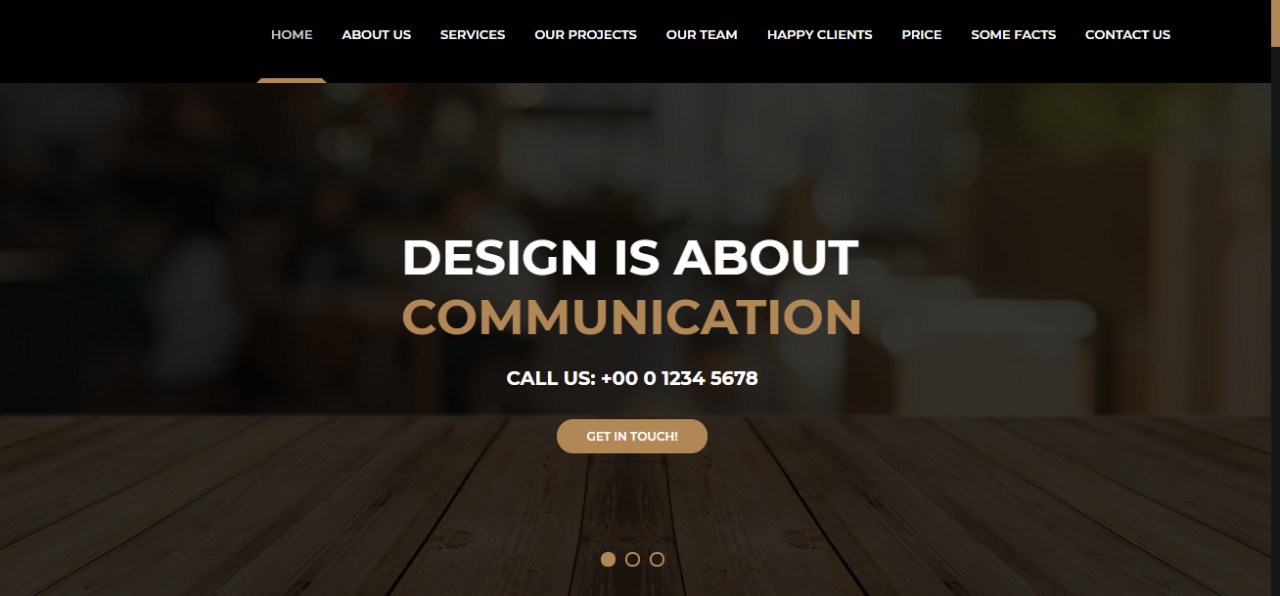 HOME ABOUT US SERVICES OUR PROJECTS OUR TEAM HAPPY CLIENTS PRICE SOME FACTS CONTACT US
DESIGN IS ABOUT
COMMUNICATION
CALL US: +00 0 1234 5678
GET IN TOUCH!